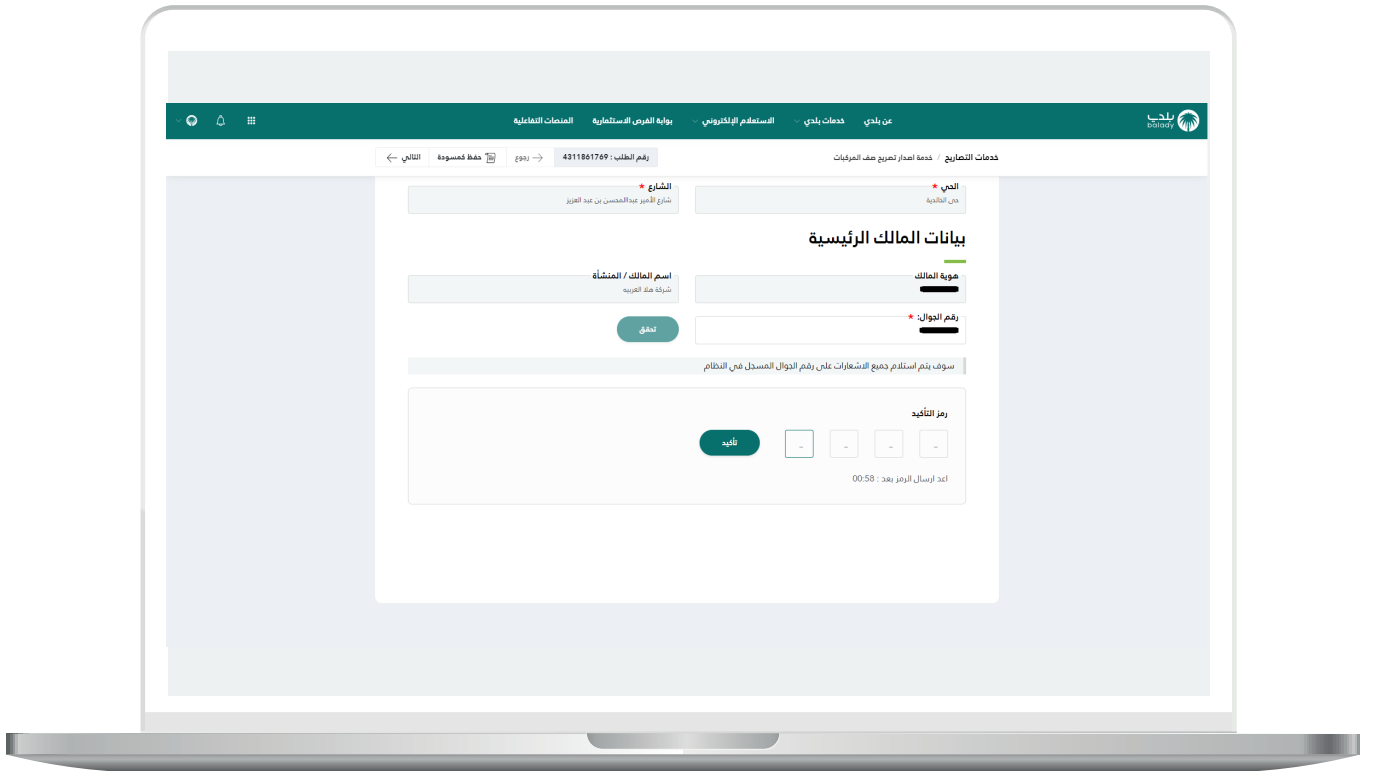 بلدي
balady
عن بلدي
خدمات بلدي
الاستعلام الإلكتروني
بوابة الفرص الاستثمارية
المنصات التفاعلية
خدمات التصاريح / خدمة اصدار تصريح صف المركبات
رقم الطلب : 4311861769
رجوع
حفظ كمسودة
التالي
الحي *
حى الخالدية
الشارع *
شارع الأمير عبدالمحسن بن عبد العزيز
بيانات المالك الرئيسية
هوية المالك
اسم المالك / المنشأة
شركة هلا العربيه
رقم الجوال: *
تحقق
سوف يتم استلام جميع الاشعارات على رقم الجوال المسجل في النظام
رمز التأكيد
تأكيد
اعد ارسال الرمز بعد : 00:58